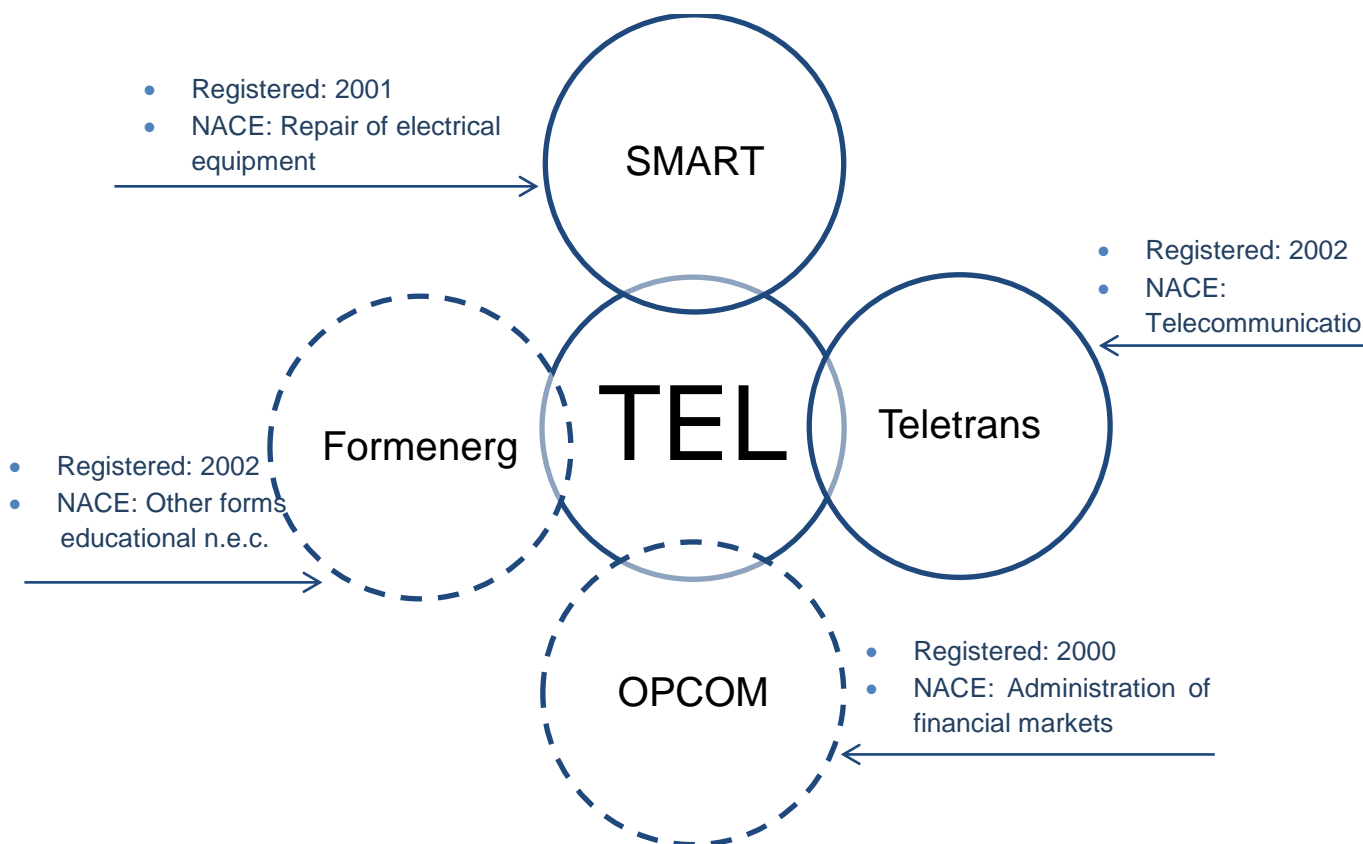 • Registered: 2001
• NACE: Repair of electrical
equipment
SMART
• Registered: 2002
• NACE:
Telecommunicatio
TEL
Teletrans
Formenerg
• Registered: 2002
• NACE: Other forms
educational n.e.c.
OPCOM
• Registered: 2000
• NACE: Administration of
financial markets